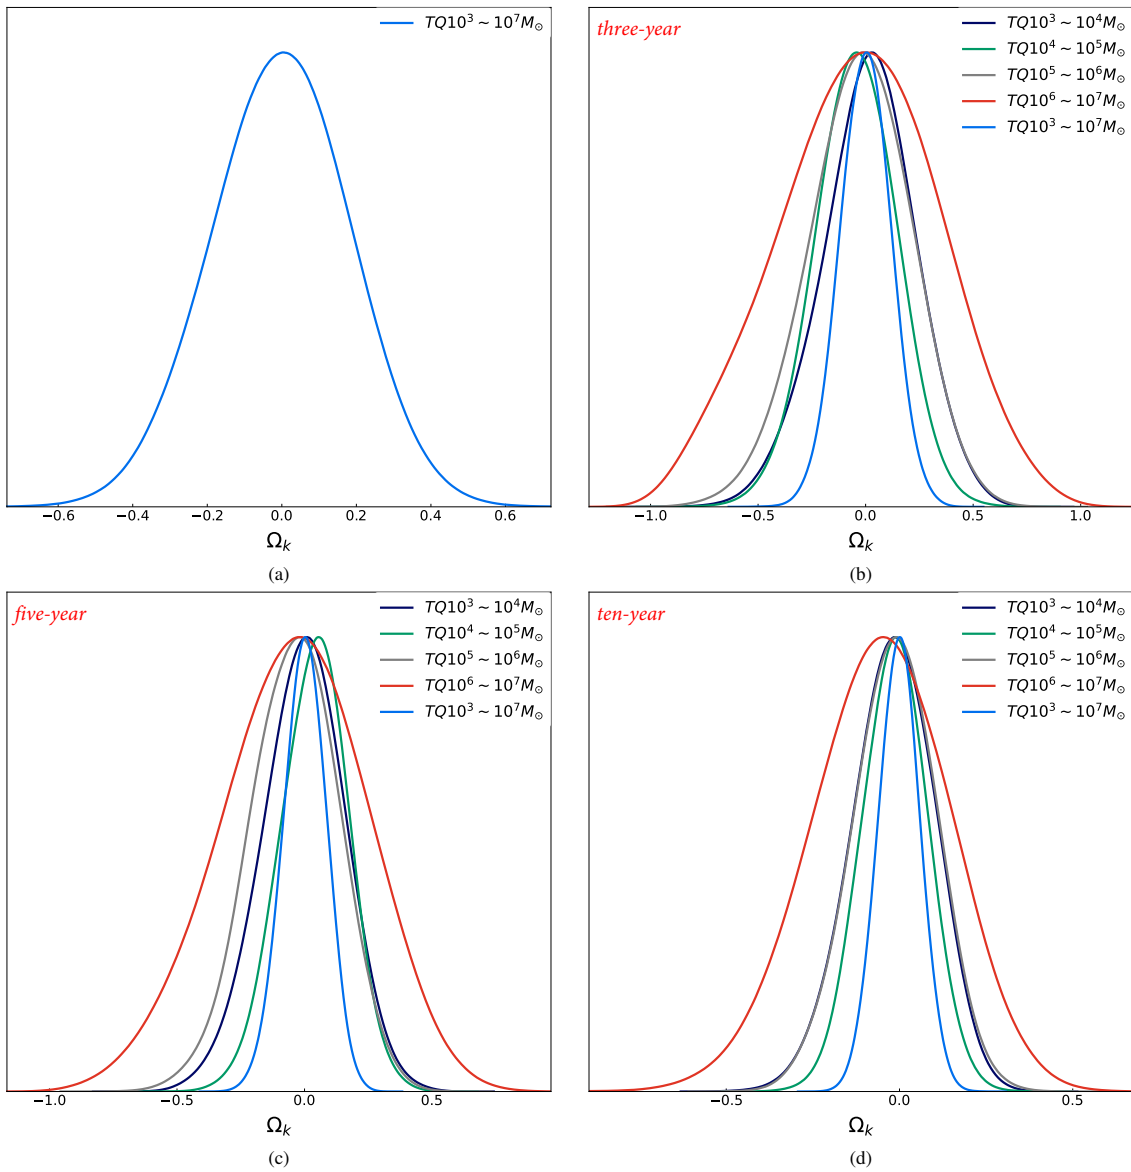 TQ10³ ~ 10⁷M⊙
−0.6 −0.4 −0.2 0.0 0.2 0.4 0.6
Ωk
(a)
three-year
TQ10³ ~ 10⁴M⊙
TQ10⁴ ~ 10⁵M⊙
TQ10⁵ ~ 10⁶M⊙
TQ10⁶ ~ 10⁷M⊙
TQ10³ ~ 10⁷M⊙
−1.0 −0.5 0.0 0.5 1.0
Ωk
(b)
five-year
TQ10³ ~ 10⁴M⊙
TQ10⁴ ~ 10⁵M⊙
TQ10⁵ ~ 10⁶M⊙
TQ10⁶ ~ 10⁷M⊙
TQ10³ ~ 10⁷M⊙
−1.0 −0.5 0.0 0.5
Ωk
(c)
ten-year
TQ10³ ~ 10⁴M⊙
TQ10⁴ ~ 10⁵M⊙
TQ10⁵ ~ 10⁶M⊙
TQ10⁶ ~ 10⁷M⊙
TQ10³ ~ 10⁷M⊙
−0.5 0.0 0.5
Ωk
(d)